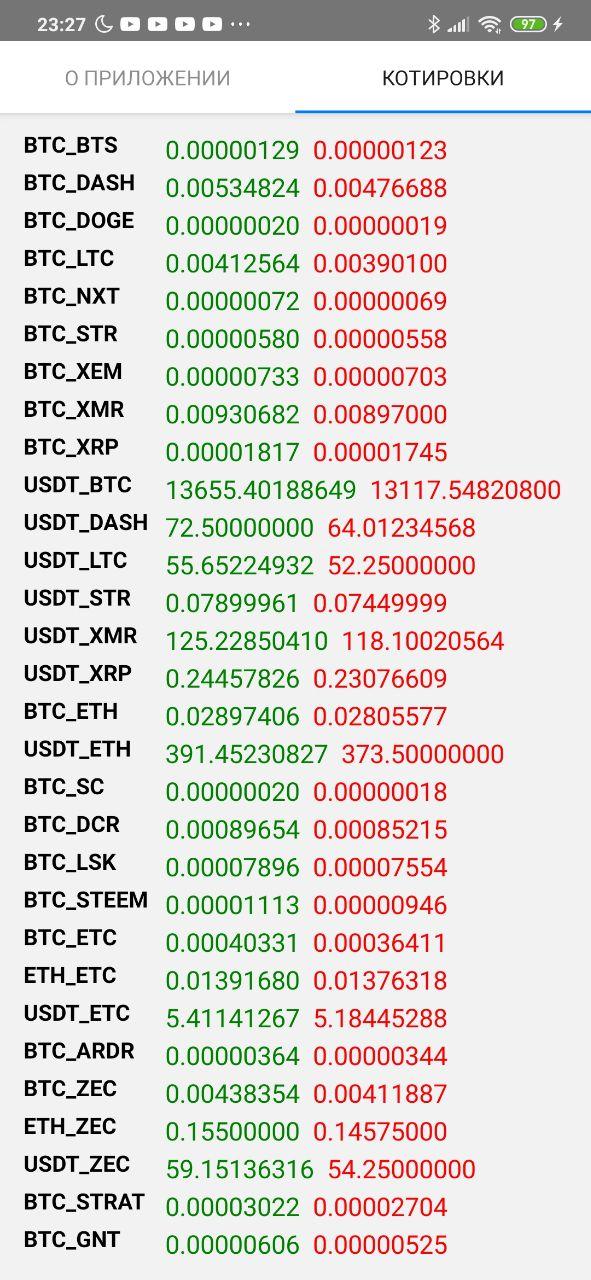 23:27 97
О ПРИЛОЖЕНИИ КОТИРОВКИ
BTC_BTS 0.00000129 0.00000123
BTC_DASH 0.00534824 0.00476688
BTC_DOGE 0.00000020 0.00000019
BTC_LTC 0.00412564 0.00390100
BTC_NXT 0.00000072 0.00000069
BTC_STR 0.00000580 0.00000558
BTC_XEM 0.00000733 0.00000703
BTC_XMR 0.00930682 0.00897000
BTC_XRP 0.00001817 0.00001745
USDT_BTC 13655.40188649 13117.54820800
USDT_DASH 72.50000000 64.01234568
USDT_LTC 55.65224932 52.25000000
USDT_STR 0.07899961 0.07449999
USDT_XMR 125.22850410 118.10020564
USDT_XRP 0.24457826 0.23076609
BTC_ETH 0.02897406 0.02805577
USDT_ETH 391.45230827 373.50000000
BTC_SC 0.00000020 0.00000018
BTC_DCR 0.00089654 0.00085215
BTC_LSK 0.00007896 0.00007554
BTC_STEEM 0.00001113 0.00000946
BTC_ETC 0.00040331 0.00036411
ETH_ETC 0.01391680 0.01376318
USDT_ETC 5.41141267 5.18445288
BTC_ARDR 0.00000364 0.00000344
BTC_ZEC 0.00438354 0.00411887
ETH_ZEC 0.15500000 0.14575000
USDT_ZEC 59.15136316 54.25000000
BTC_STRAT 0.00003022 0.00002704
BTC_GNT 0.00000606 0.00000525